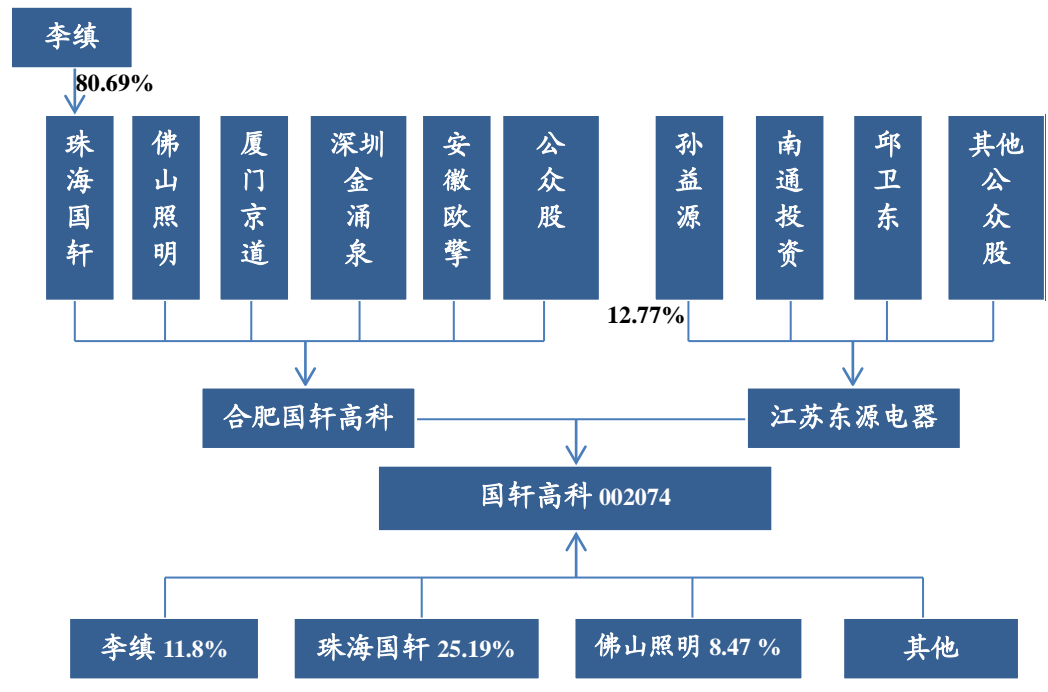 李缜
80.69%
珠海国轩
佛山照明
厦门京道
深圳金涌泉
安徽欧擎
公众股
孙益源
南通投资
邱卫东
其他公众股
12.77%
合肥国轩高科
江苏东源电器
国轩高科 002074
李缜 11.8%
珠海国轩 25.19%
佛山照明 8.47 %
其他